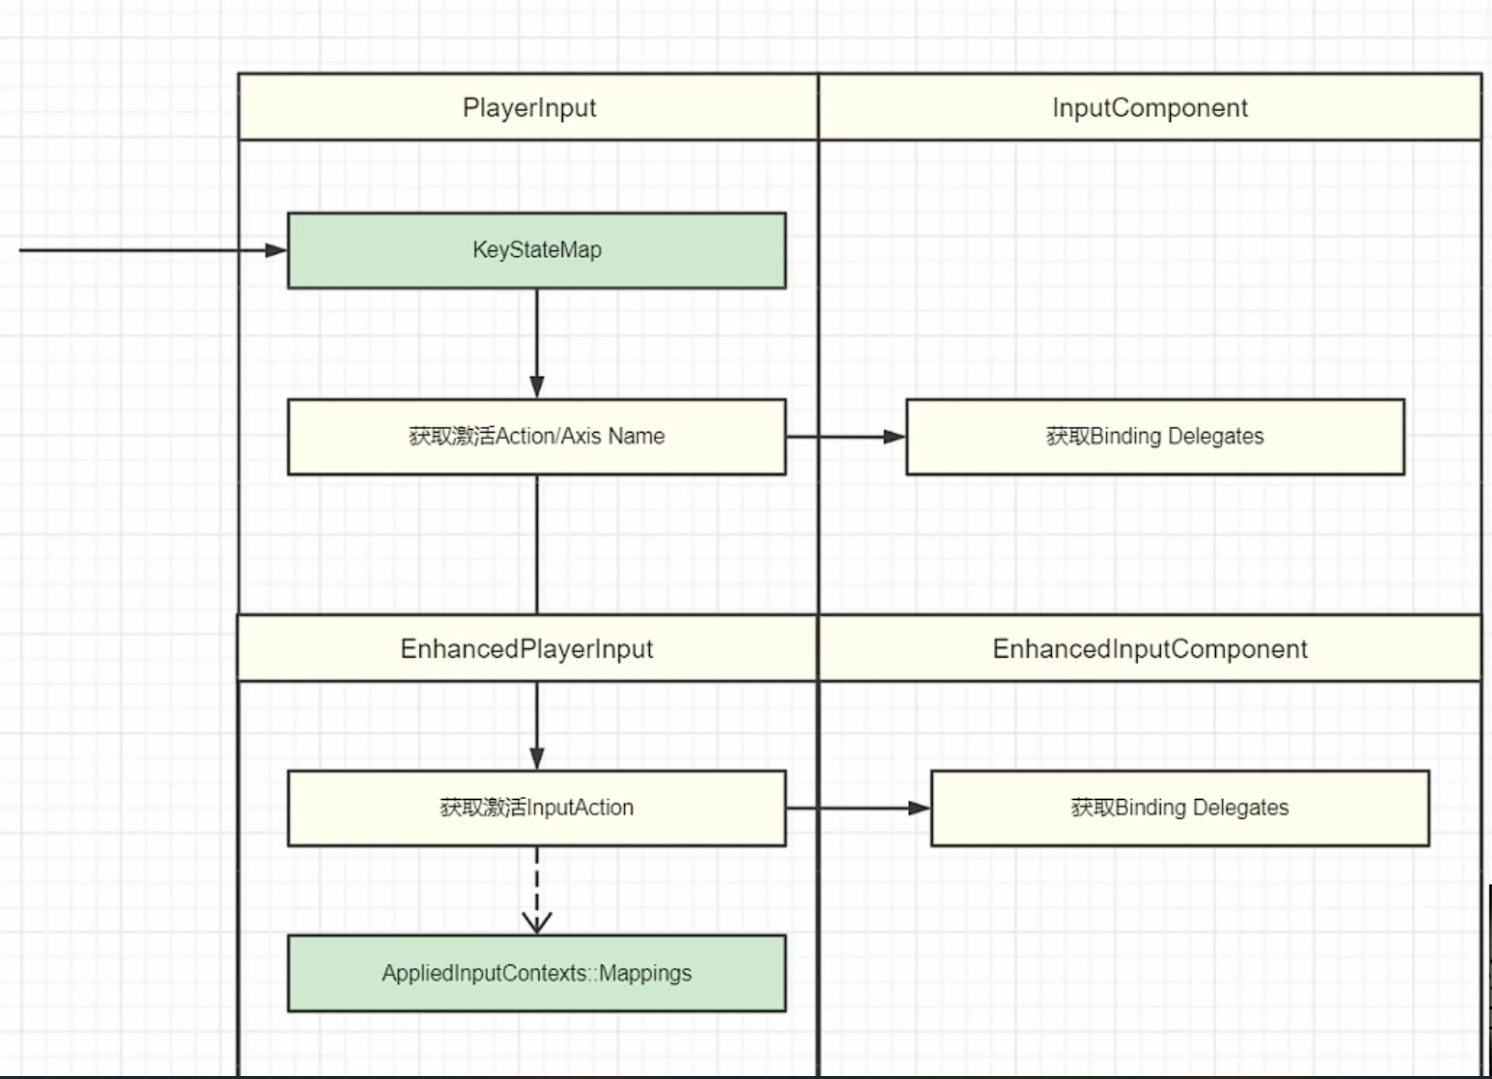 PlayerInput
InputComponent
KeyStateMap
获取激活Action/Axis Name
获取Binding Delegates
EnhancedPlayerInput
EnhancedInputComponent
获取激活InputAction
获取Binding Delegates
AppliedInputContexts::Mappings